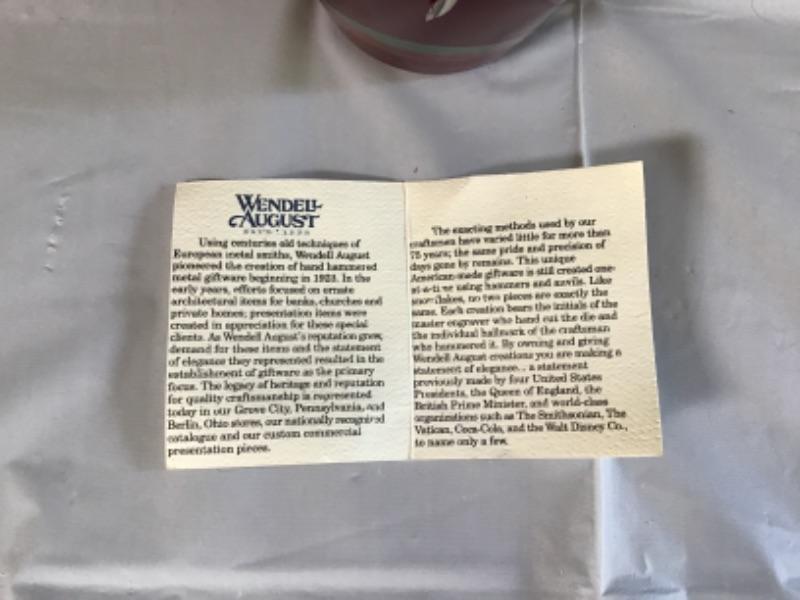 WENDELL
AUGUST
Using centuries old techniques of
European metal smiths, Wendell August
pioneered the creation of hand hammered
metal giftware beginning in 1923. In the
early years, efforts focused on ornate
architectural items for banks, churches and
private homes; presentation items were
created in appreciation for these special
clients. As Wendell August's reputation grew,
demand for these items and the statement
of elegance they represented resulted in the
establishment of giftware as the primary
focus. The legacy of heritage and reputation
for quality craftsmanship is represented
today in our Grove City, Pennsylvania, and
Berlin, Ohio stores, our nationally recognized
catalogue and our custom commercial
presentation pieces.
The exacting methods used by our
craftsmen have varied little for more than
75 years; the same pride and precision of
days gone by remains. This unique
American-made giftware is still created one-
at-a-time using hammers and anvils. Like
snowflakes, no two pieces are exactly the
same. Each creation bears the initials of the
master engraver who hand cut the die and
the individual hallmark of the craftsman
who hammered it. By owning and giving
Wendell August creations you are making a
statement of elegance... a statement
previously made by four United States
Presidents, the Queen of England, the
British Prime Minister, and world-class
organizations such as The Smithsonian, The
Vatican, Coca-Cola, and the Walt Disney Co.,
to name only a few.